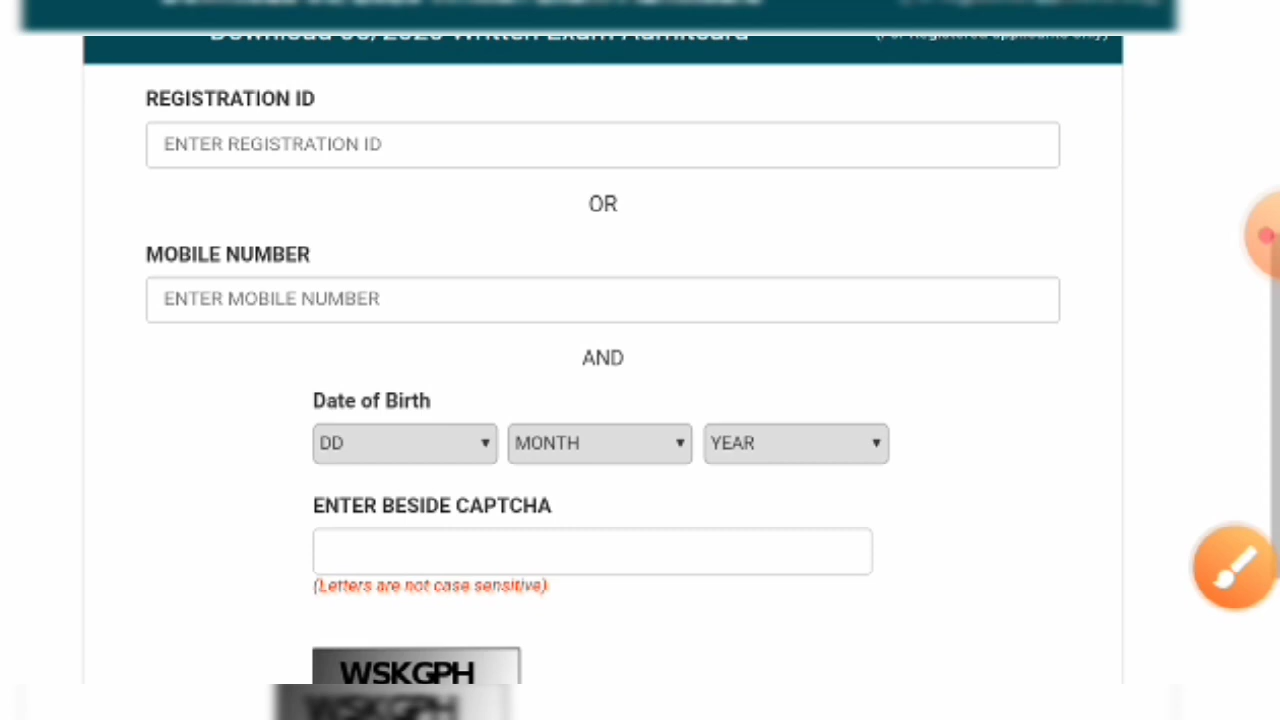 REGISTRATION ID
ENTER REGISTRATION ID
OR
MOBILE NUMBER
ENTER MOBILE NUMBER
AND
Date of Birth
DD MONTH YEAR
ENTER BESIDE CAPTCHA
(Letters are not case sensitive)
WSKGPH